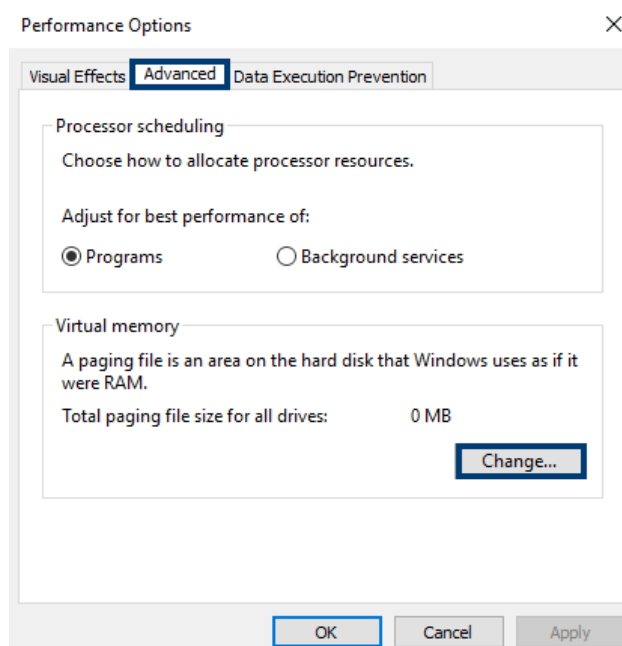 Performance Options
Visual Effects Advanced Data Execution Prevention
Processor scheduling
Choose how to allocate processor resources.
Adjust for best performance of:
Programs Background services
Virtual memory
A paging file is an area on the hard disk that Windows uses as if it
were RAM.
Total paging file size for all drives: 0 MB
Change...
OK Cancel Apply